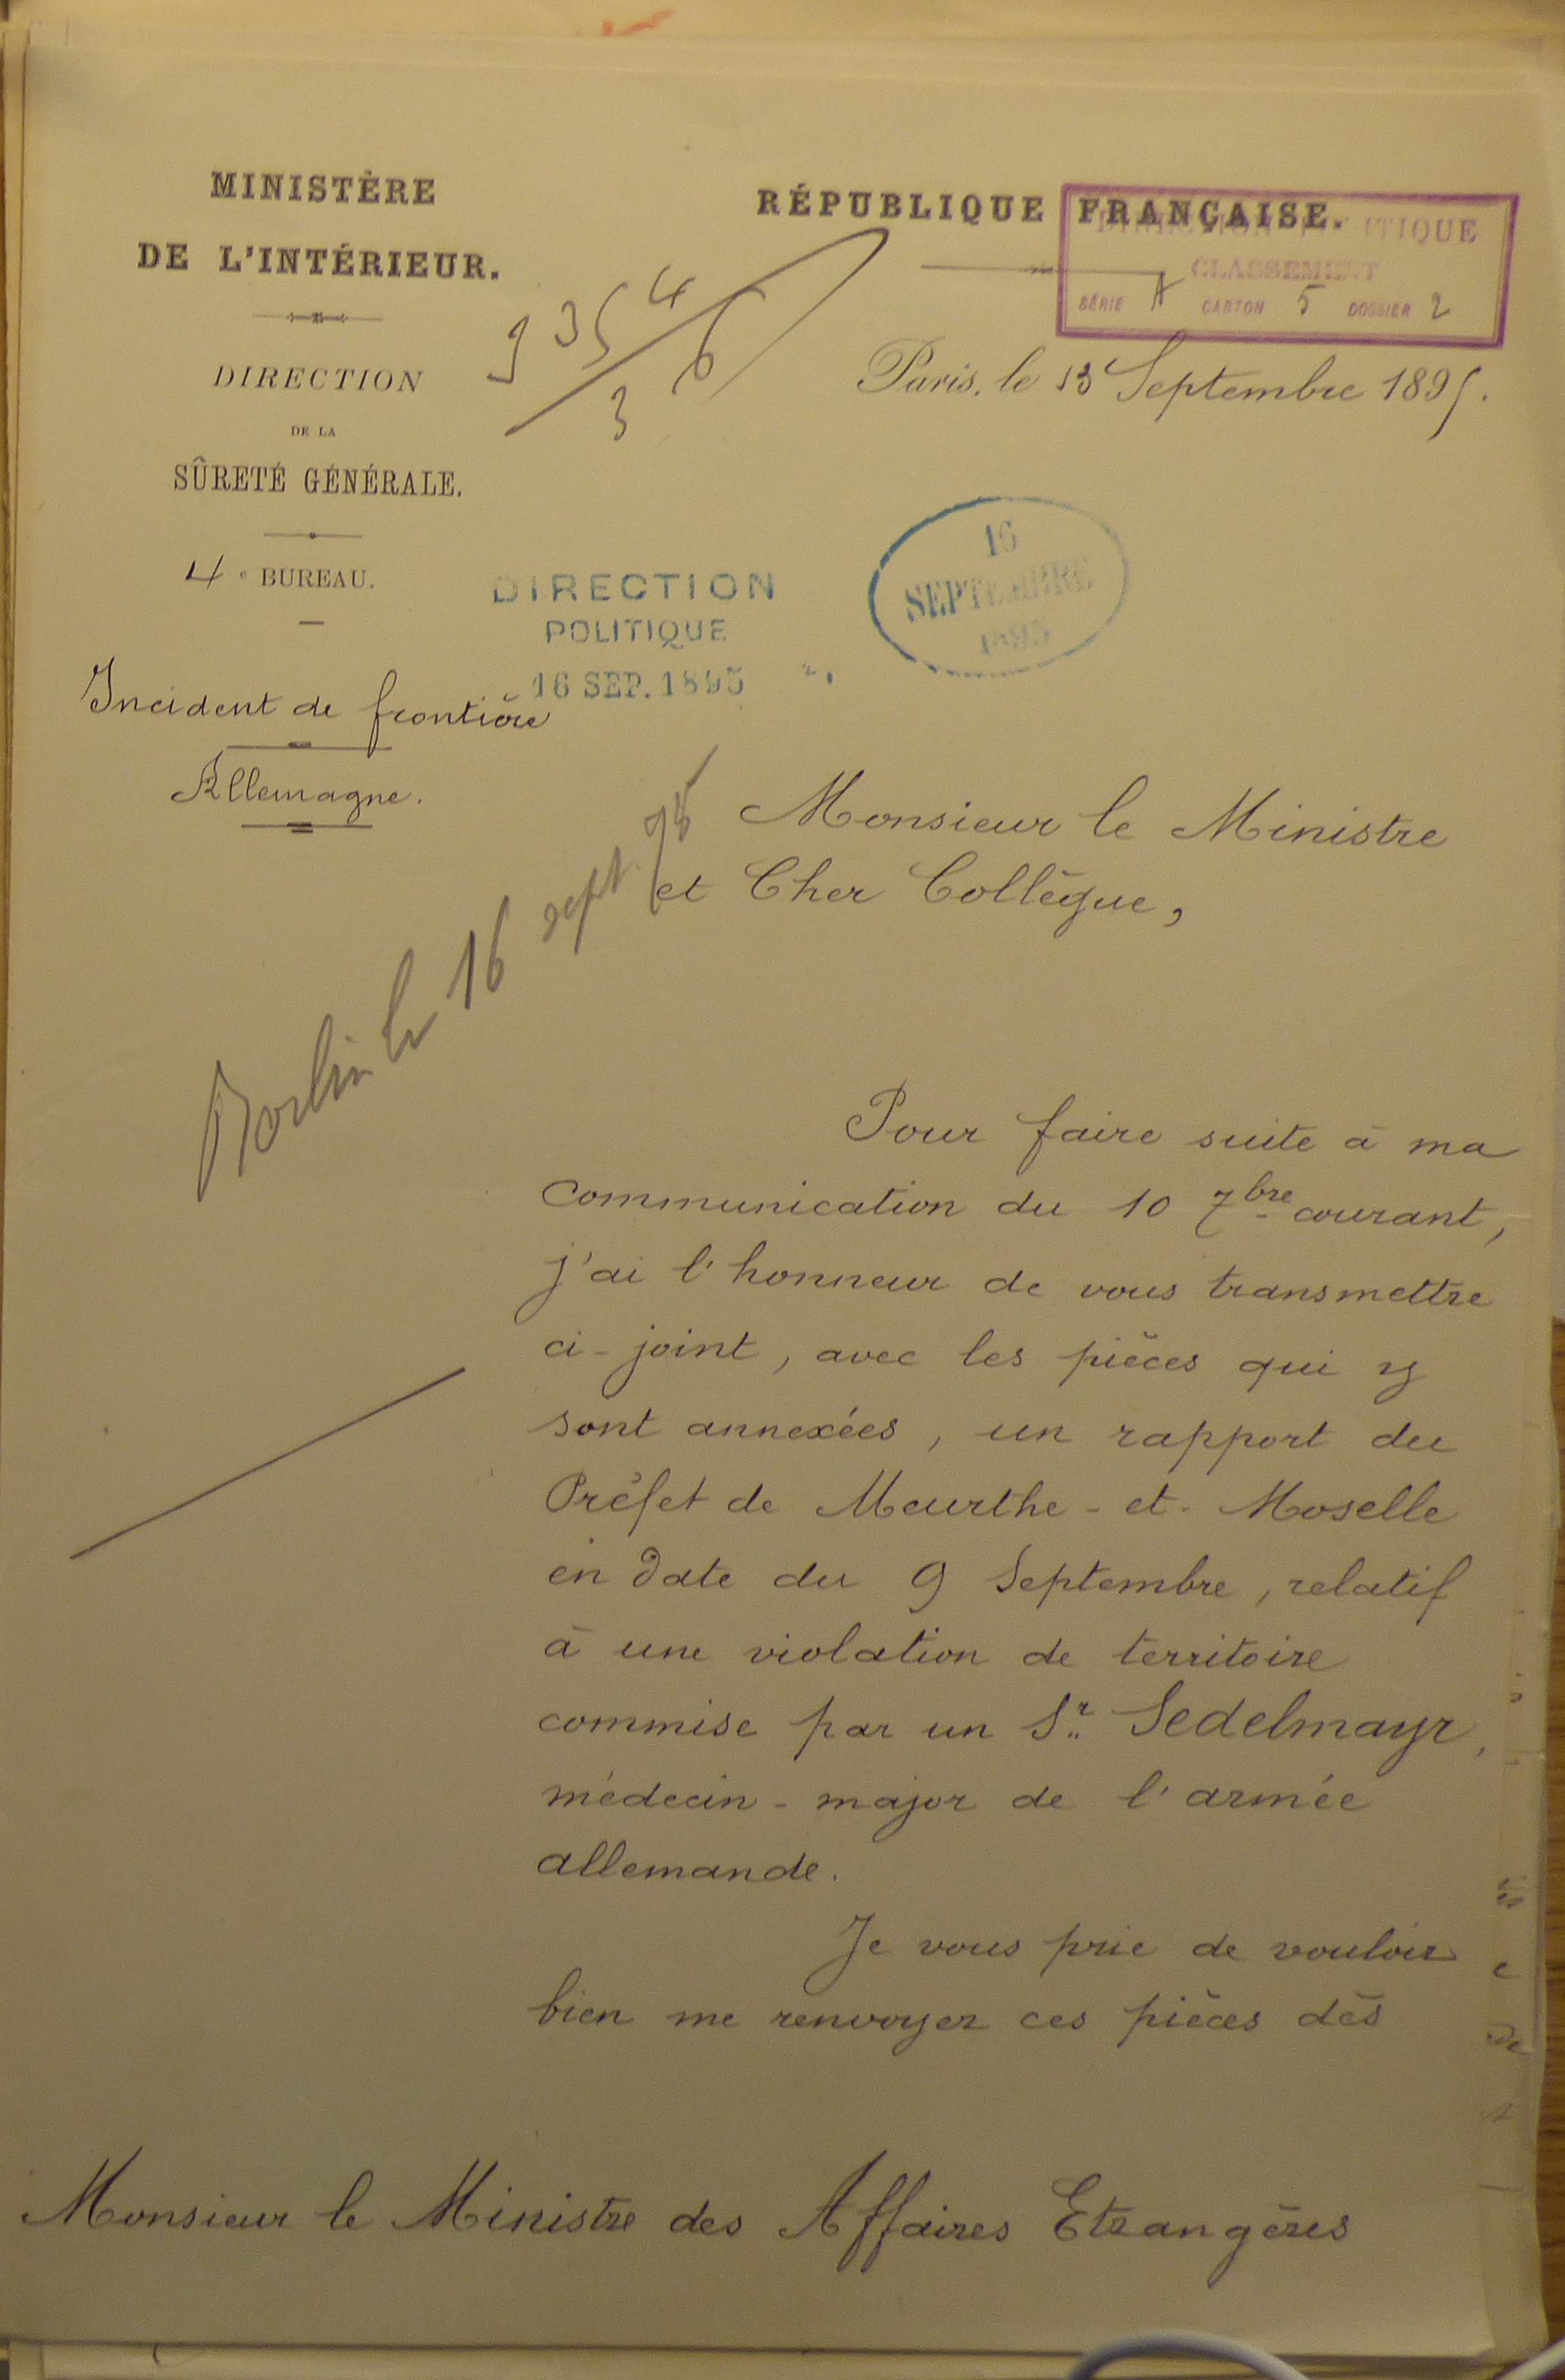 MINISTÈRE
DE L'INTÉRIEUR.
DIRECTION
DE LA
SÛRETÉ GÉNÉRALE.
4e BUREAU.
Incident de frontière
Allemagne.
RÉPUBLIQUE FRANÇAISE.
DIRECTION POLITIQUE
CLASSEMENT
SÉRIE A CARTON 5 DOSSIER 2
Paris, le 13 Septembre 1895.
16
SEPTEMBRE
1895
DIRECTION
POLITIQUE
16 SEP. 1895
Berlin le 16 sept. 95
Monsieur le Ministre
et Cher Collègue,
Pour faire suite à ma
communication du 10 7bre courant,
j'ai l'honneur de vous transmettre
ci-joint, avec les pièces qui y
sont annexées, un rapport du
Préfet de Meurthe-et-Moselle
en date du 9 Septembre, relatif
à une violation de territoire
commise par un Sr Sedelmayr,
médecin-major de l'armée
allemande.
Je vous prie de vouloir
bien me renvoyer ces pièces dès
Monsieur le Ministre des Affaires Etrangères